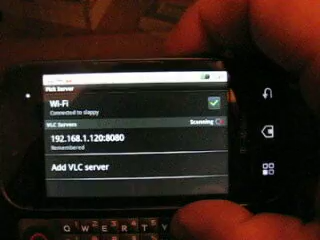 Pick Server
Wi-Fi
Connected to slappy
VLC Servers Scanning
192.168.1.120:8080
Remembered
Add VLC server
Q W E R T Y